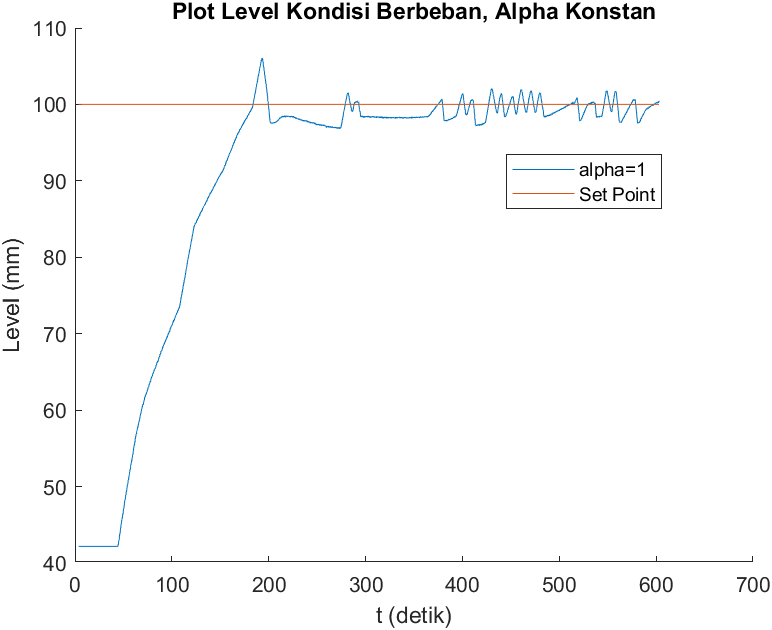 Plot Level Kondisi Berbeban, Alpha Konstan
110
100
90
80
70
60
50
40
Level (mm)
alpha=1
Set Point
0 100 200 300 400 500 600 700
t (detik)